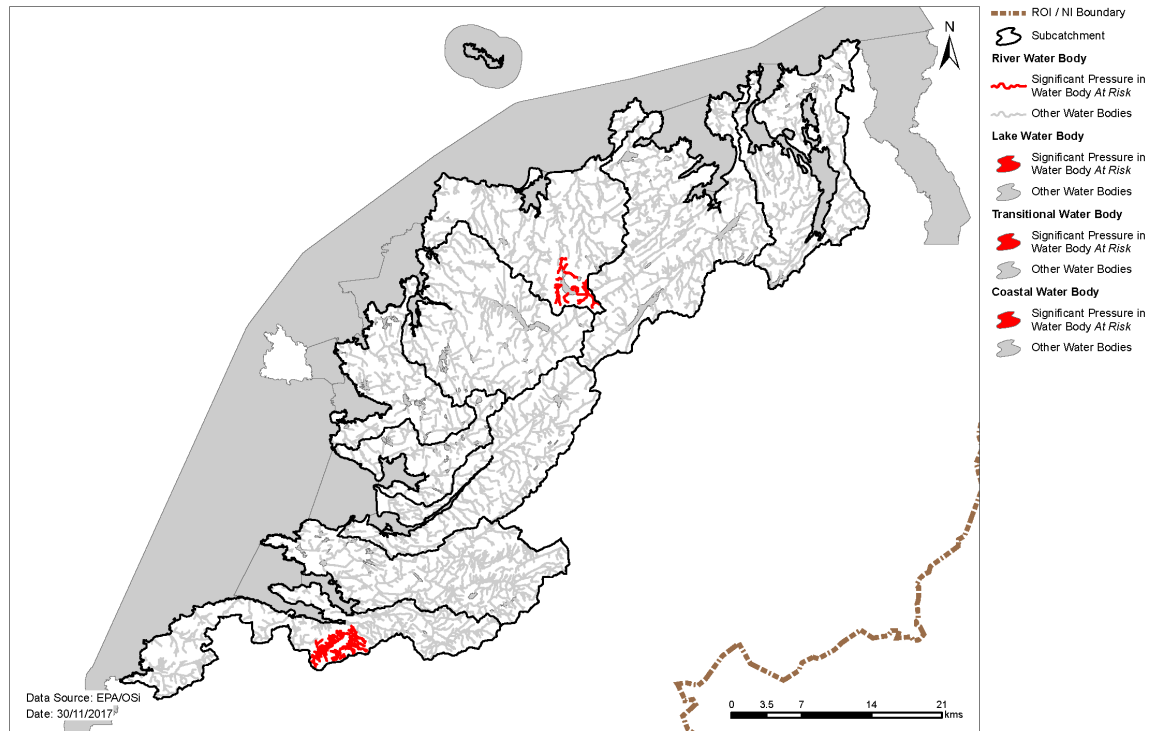 N
ROI / NI Boundary
Subcatchment
River Water Body
Significant Pressure in
Water Body At Risk
Other Water Bodies
Lake Water Body
Significant Pressure in
Water Body At Risk
Other Water Bodies
Transitional Water Body
Significant Pressure in
Water Body At Risk
Other Water Bodies
Coastal Water Body
Significant Pressure in
Water Body At Risk
Other Water Bodies
Data Source: EPA/OSi
Date: 30/11/2017
0 3.5 7 14 21
kms